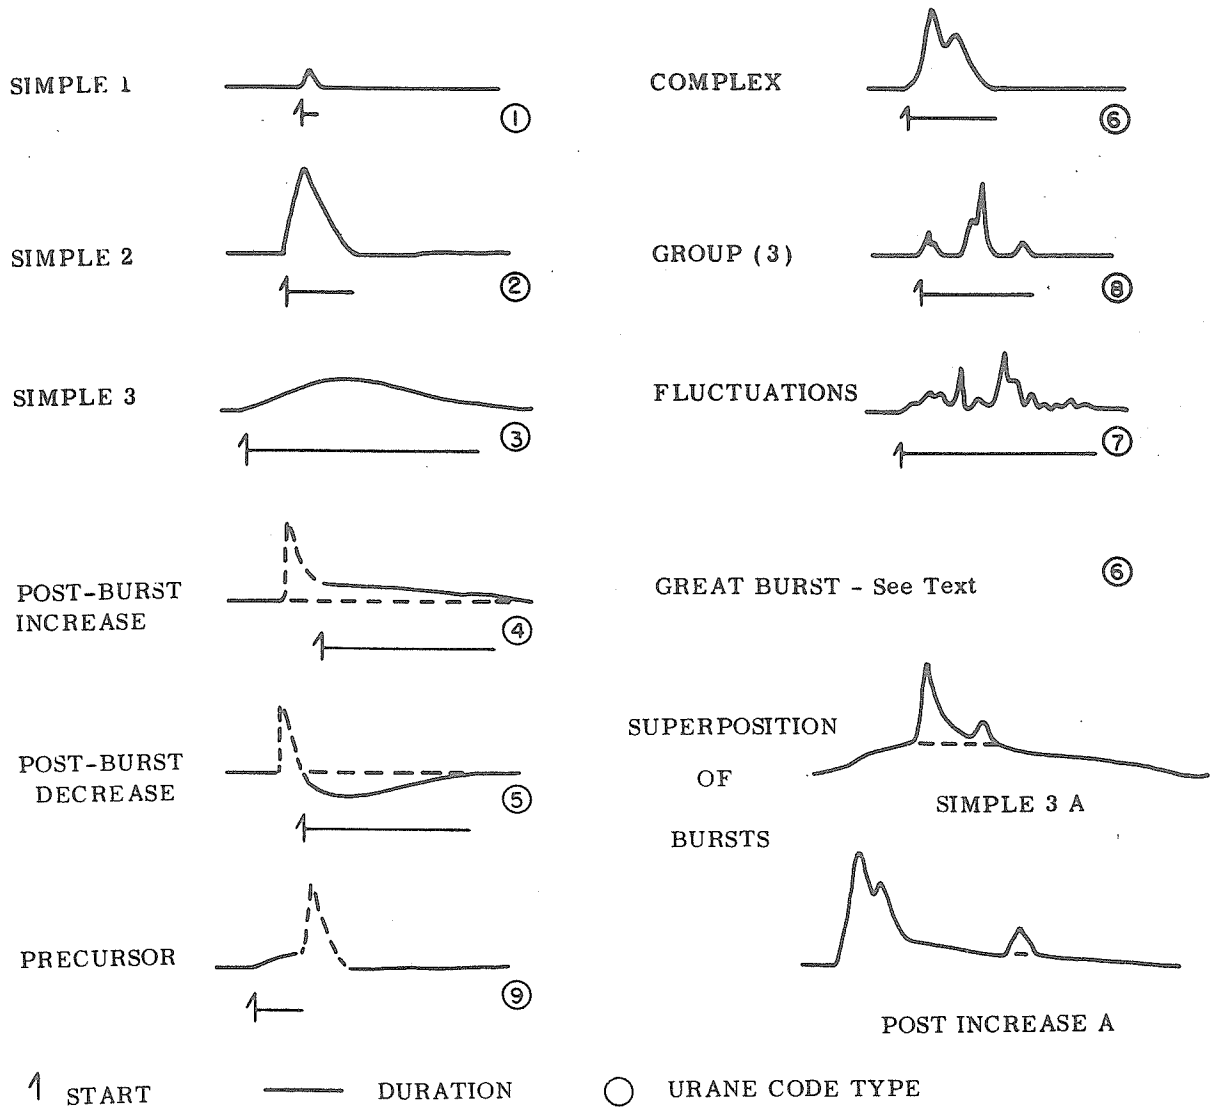 SIMPLE 1
①
SIMPLE 2
②
SIMPLE 3
③
POST-BURST
INCREASE
④
POST-BURST
DECREASE
⑤
PRECURSOR
⑨
COMPLEX
⑥
GROUP (3)
⑧
FLUCTUATIONS
⑦
GREAT BURST - See Text
⑥
SUPERPOSITION
OF
BURSTS
SIMPLE 3 A
POST INCREASE A
START
DURATION
URANE CODE TYPE